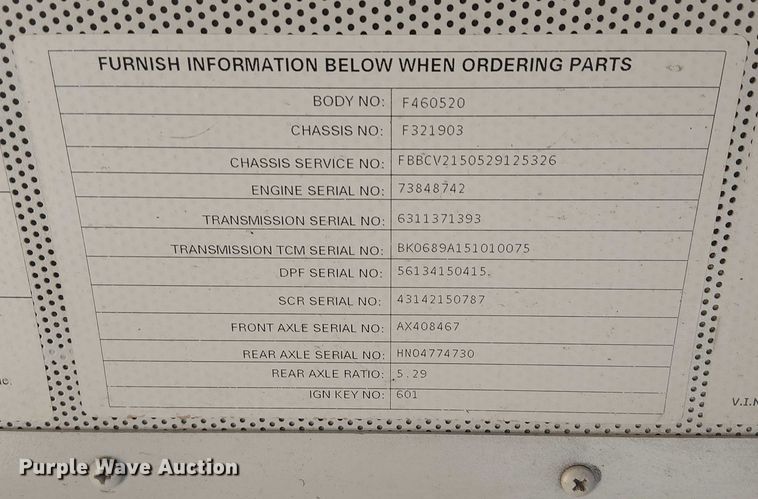 FURNISH INFORMATION BELOW WHEN ORDERING PARTS
BODY NO: F460520
CHASSIS NO: F321903
CHASSIS SERVICE NO: FBBCV2150529125326
ENGINE SERIAL NO: 73848742
TRANSMISSION SERIAL NO: 6311371393
TRANSMISSION TCM SERIAL NO: BK0689A151010075
DPF SERIAL NO: 56134150415
SCR SERIAL NO: 43142150787
FRONT AXLE SERIAL NO: AX408467
REAR AXLE SERIAL NO: HN04774730
REAR AXLE RATIO: 5.29
IGN KEY NO: 601
V.I.N
Purple Wave Auction